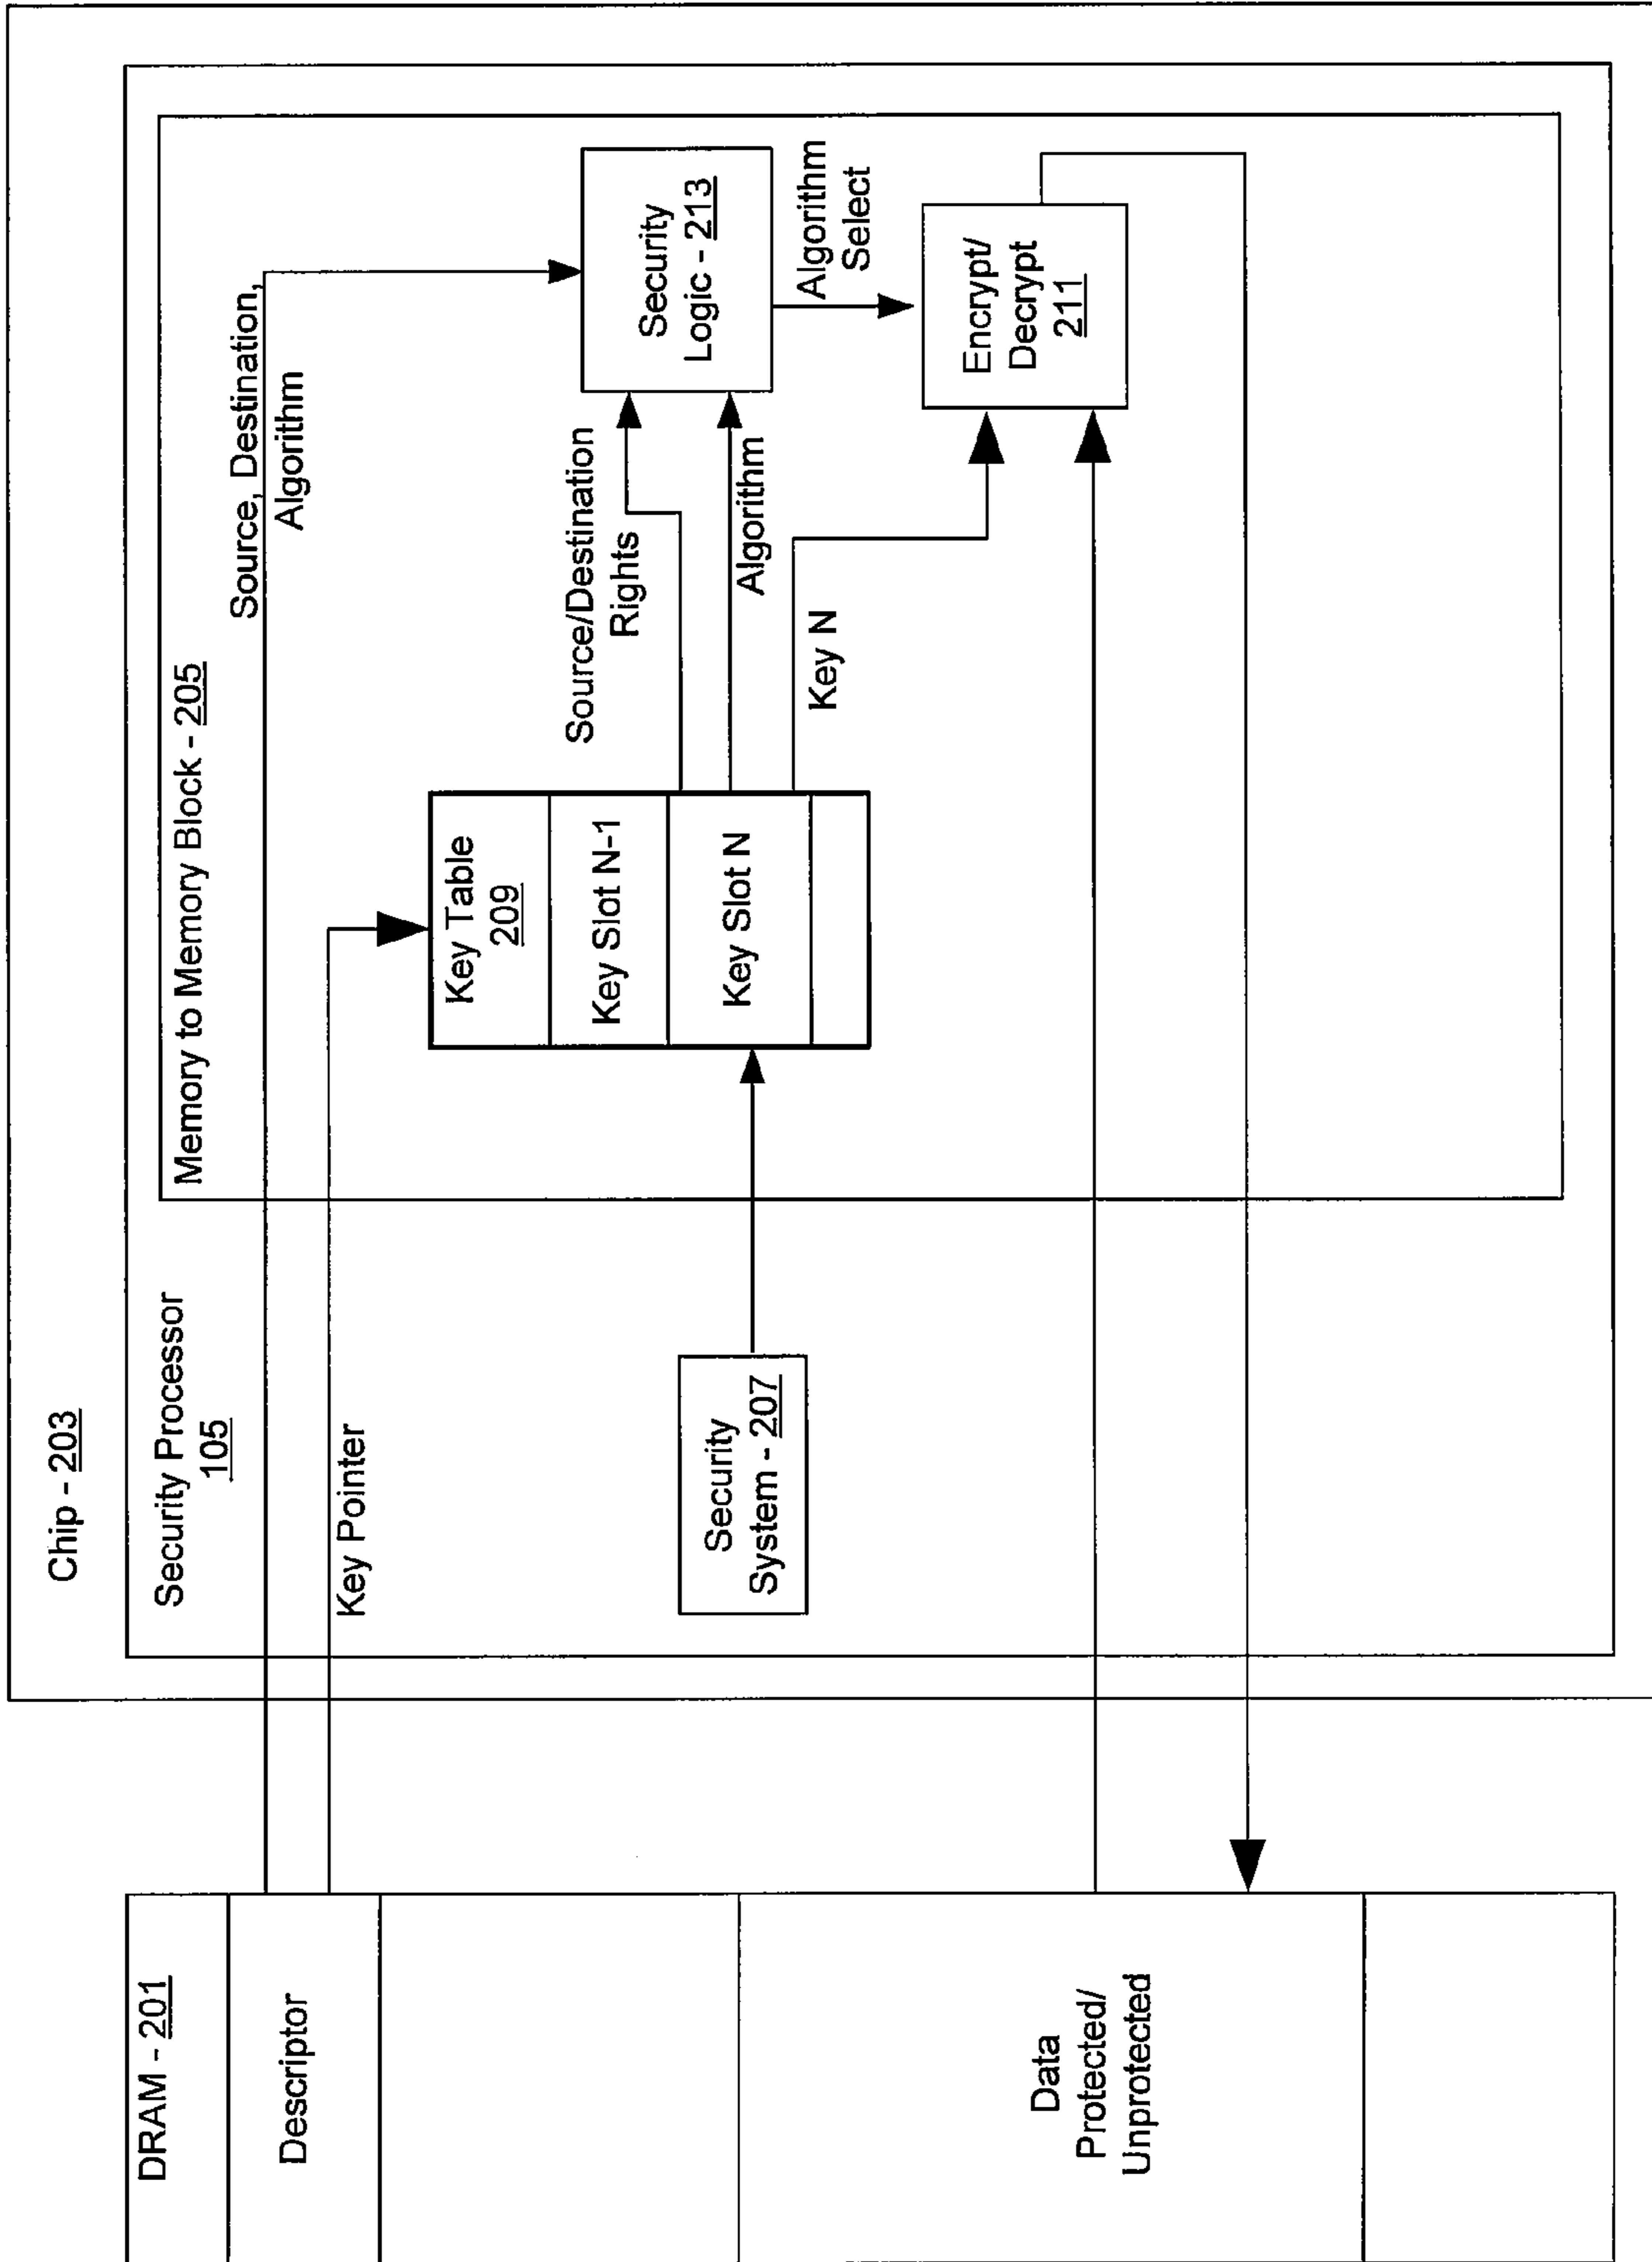 DRAM - 201
Descriptor
Data
Protected/
Unprotected
Chip - 203
Security Processor
105
Key Pointer
Security
System - 207
Memory to Memory Block - 205
Source, Destination,
Algorithm
Key Table
209
Key Slot N-1
Key Slot N
Source/Destination
Rights
Algorithm
Key N
Security
Logic - 213
Algorithm
Select
Encrypt/
Decrypt
211